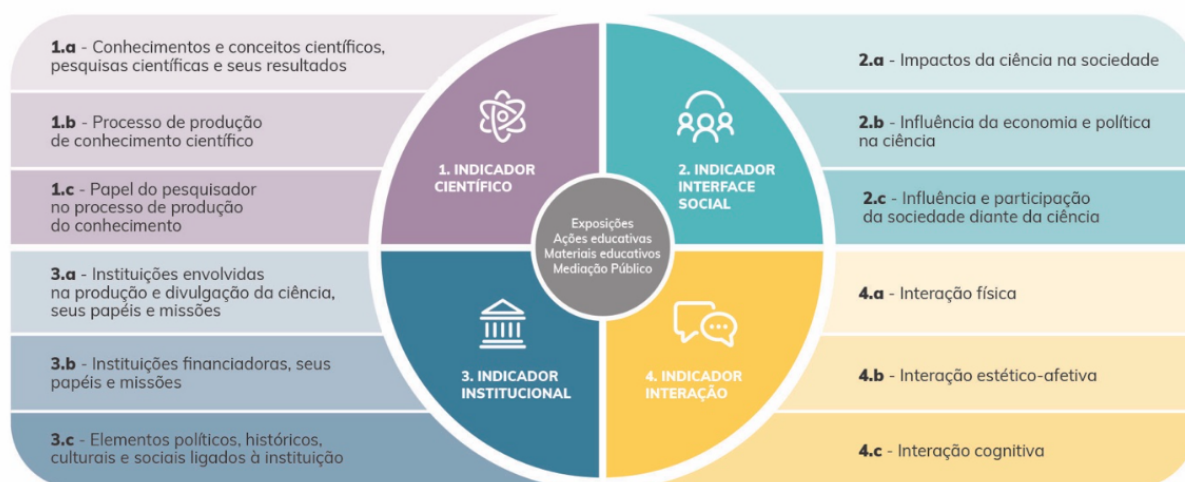 1.a - Conhecimentos e conceitos científicos,
pesquisas científicas e seus resultados
1.b - Processo de produção
de conhecimento científico
1.c - Papel do pesquisador
no processo de produção
do conhecimento
1. INDICADOR
CIENTÍFICO
2. INDICADOR
INTERFACE
SOCIAL
2.a - Impactos da ciência na sociedade
2.b - Influência da economia e política
na ciência
2.c - Influência e participação
da sociedade diante da ciência
Exposições
Ações educativas
Materiais educativos
Mediação Público
3.a - Instituições envolvidas
na produção e divulgação da ciência,
seus papéis e missões
3.b - Instituições financiadoras, seus
papéis e missões
3.c - Elementos políticos, históricos,
culturais e sociais ligados à instituição
3. INDICADOR
INSTITUCIONAL
4. INDICADOR
INTERAÇÃO
4.a - Interação física
4.b - Interação estético-afetiva
4.c - Interação cognitiva